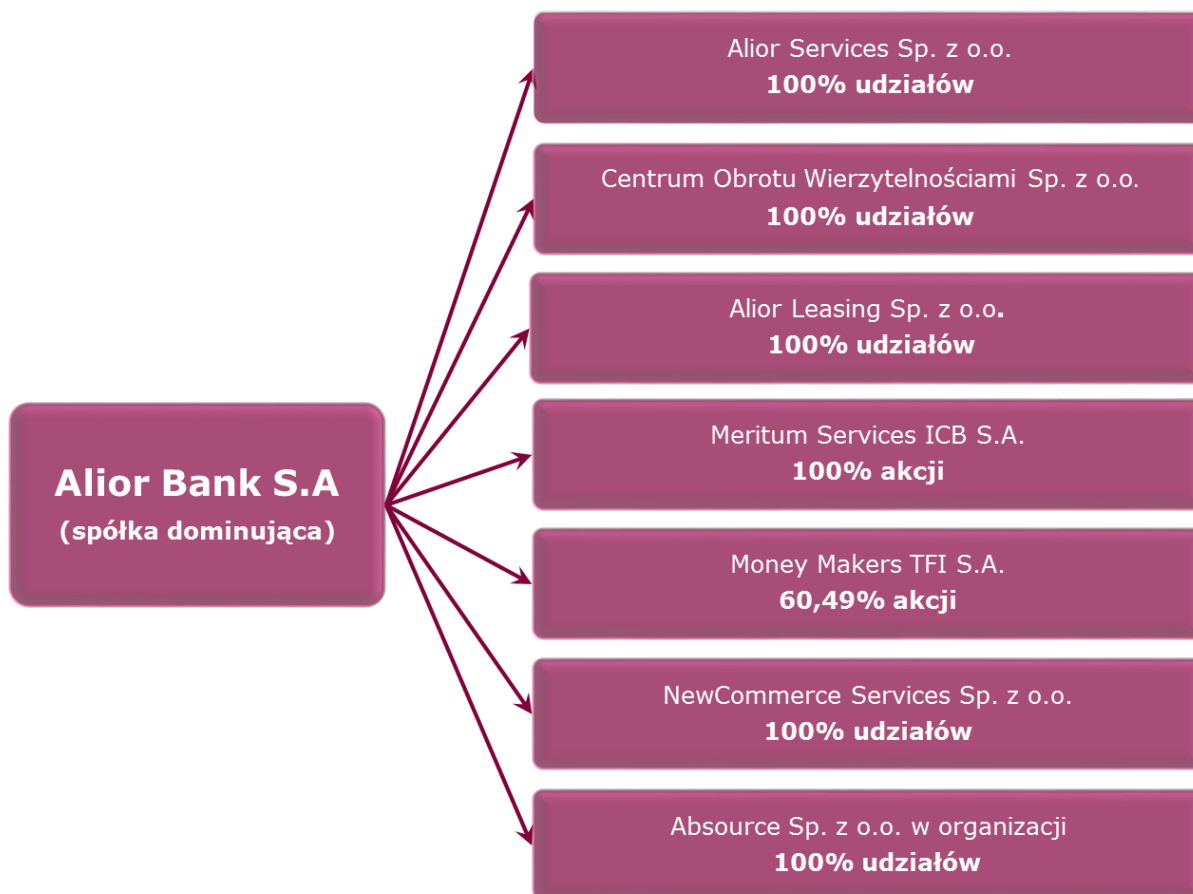 Alior Services Sp. z o.o.
100% udziałów
Centrum Obrotu Wierzytelnościami Sp. z o.o.
100% udziałów
Alior Leasing Sp. z o.o.
100% udziałów
Alior Bank S.A
(spółka dominująca)
Meritum Services ICB S.A.
100% akcji
Money Makers TFI S.A.
60,49% akcji
NewCommerce Services Sp. z o.o.
100% udziałów
Absource Sp. z o.o. w organizacji
100% udziałów